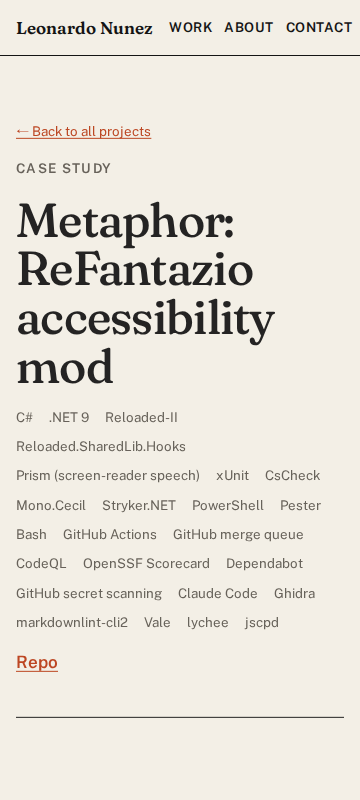 Leonardo Nunez WORK ABOUT CONTACT
← Back to all projects
CASE STUDY
Metaphor:
ReFantazio
accessibility
mod
C# .NET 9 Reloaded-II
Reloaded.SharedLib.Hooks
Prism (screen-reader speech) xUnit CsCheck
Mono.Cecil Stryker.NET PowerShell Pester
Bash GitHub Actions GitHub merge queue
CodeQL OpenSSF Scorecard Dependabot
GitHub secret scanning Claude Code Ghidra
markdownlint-cli2 Vale lychee jscpd
Repo